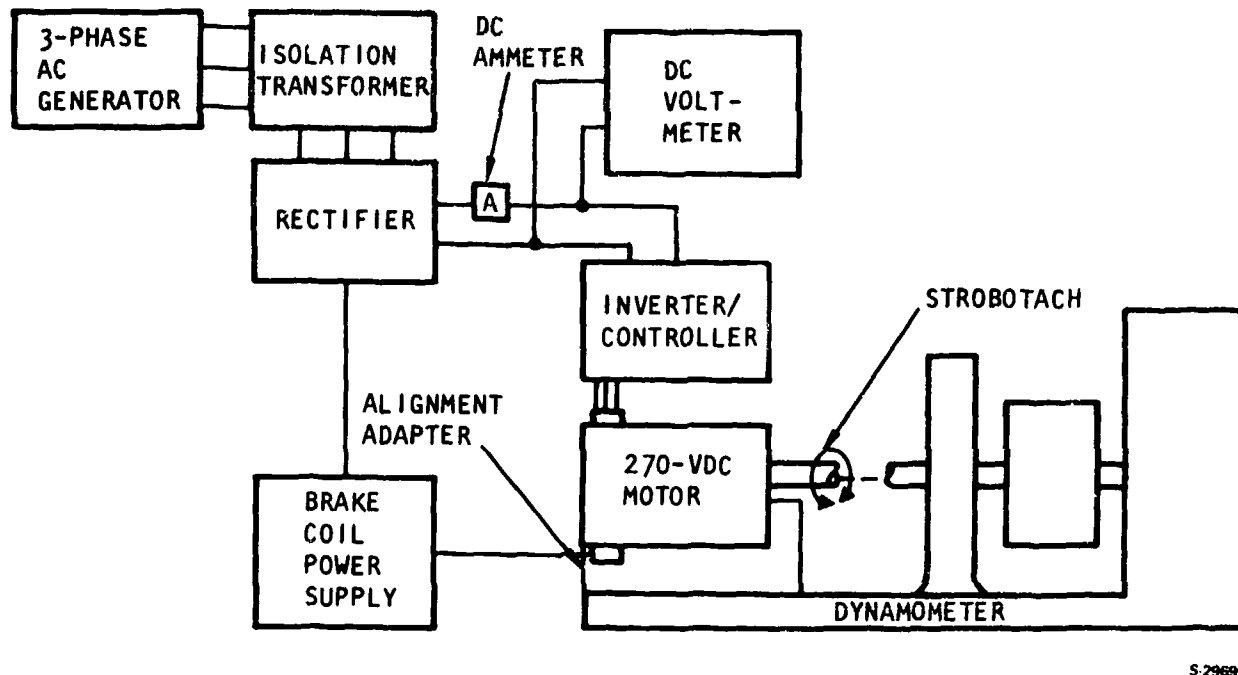 3-PHASE
AC
GENERATOR
ISOLATION
TRANSFORMER
DC
AMMETER
DC
VOLT-
METER
RECTIFIER
A
INVERTER/
CONTROLLER
STROBOTACH
ALIGNMENT
ADAPTER
270-VDC
MOTOR
BRAKE
COIL
POWER
SUPPLY
DYNAMOMETER